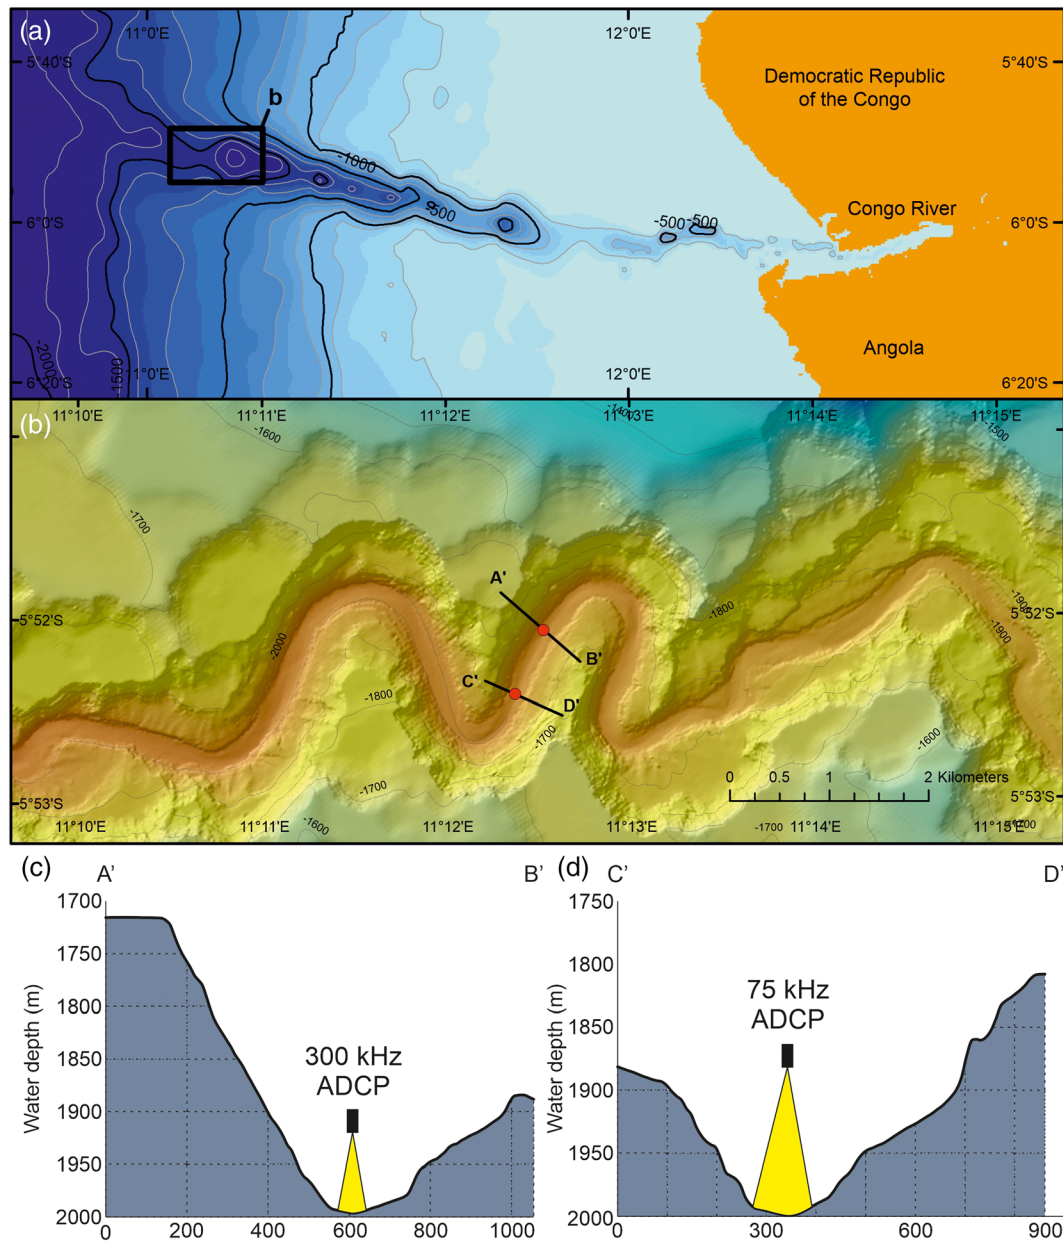 (a)
11°0'E
12°0'E
5°40'S
5°40'S
Democratic Republic
of the Congo
b
-1000
-500
-500
-500
Congo River
6°0'S
6°0'S
Angola
-2000
1500
11°0'E
12°0'E
6°20'S
6°20'S
(b)
11°10'E
11°11'E
11°12'E
11°13'E
11°14'E
11°15'E
-1400
-1600
-1500
-1700
A'
-1800
-1900
5°52'S
5°52'S
-1900
-2000
B'
C'
-1800
D'
-1700
-1600
0
0.5
1
2 Kilometers
-1700
5°53'S
5°53'S
-1600
-1700
11°10'E
11°11'E
11°12'E
11°13'E
11°14'E
11°15'E
(c)
A'
B'
1700
1750
1800
1850
1900
1950
2000
Water depth (m)
300 kHz
ADCP
0
200
400
600
800
1000
(d)
C'
D'
1750
1800
1850
1900
1950
2000
Water depth (m)
75 kHz
ADCP
0
300
600
900